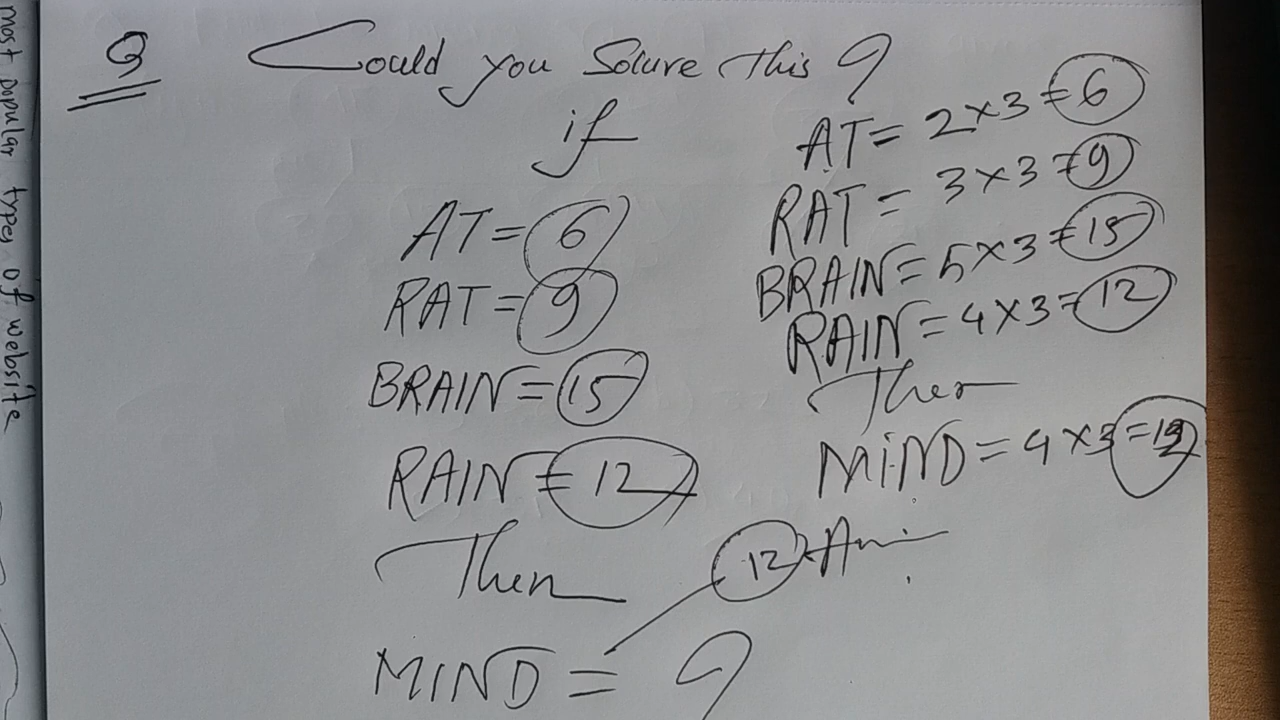 most popular types of website
Q Could you Solure this ?
if
AT = 6
RAT = 9
BRAIN = 15
RAIN = 12
Then
MIND = ?
AT = 2×3 = 6
RAT = 3×3 = 9
BRAIN = 5×3 = 15
RAIN = 4×3 = 12
Then
MiND = 4×3 = 12
12 Ans